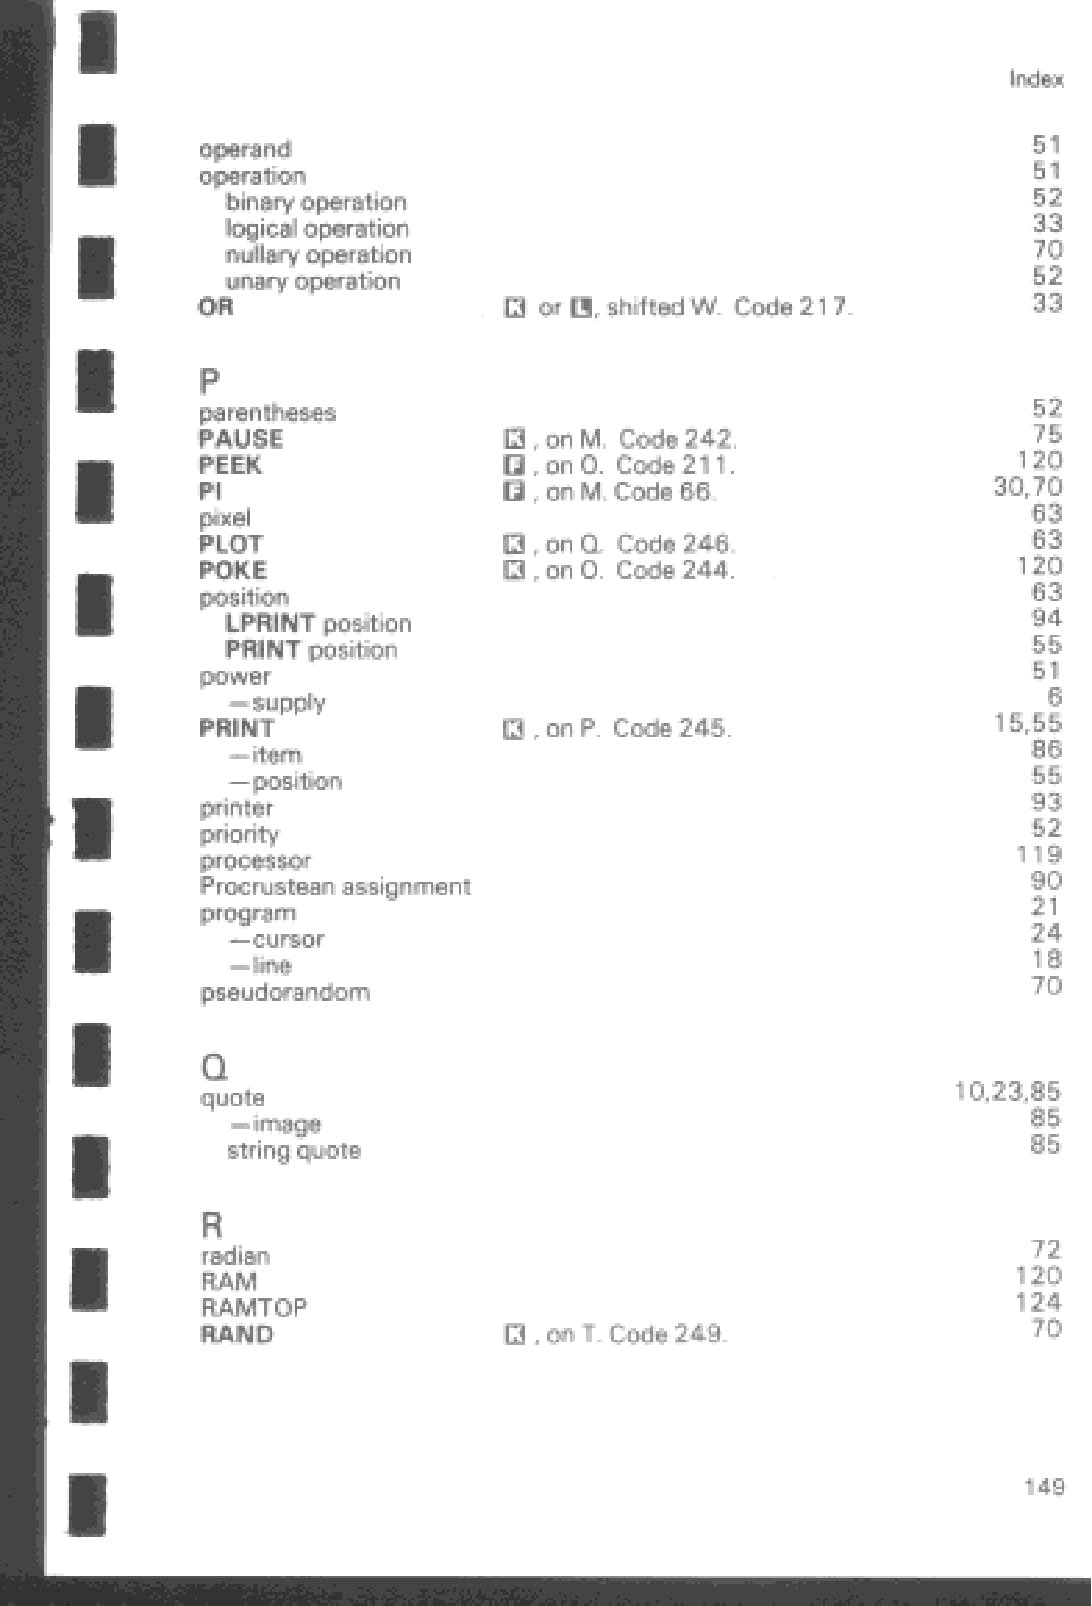 Index
operand 51
operation 51
binary operation 52
logical operation 33
nullary operation 70
unary operation 52
OR K or L, shifted W. Code 217. 33
P
parentheses 52
PAUSE K, on M. Code 242. 75
PEEK F, on O. Code 211. 120
PI F, on M. Code 66. 30,70
pixel 63
PLOT K, on Q. Code 246. 63
POKE K, on O. Code 244. 120
position 63
LPRINT position 94
PRINT position 55
power 51
—supply 6
PRINT K, on P. Code 245. 15,55
—item 86
—position 55
printer 93
priority 52
processor 119
Procrustean assignment 90
program 21
—cursor 24
—line 18
pseudorandom 70
Q
quote 10,23,85
—image 85
string quote 85
R
radian 72
RAM 120
RAMTOP 124
RAND K, on T. Code 249. 70
149